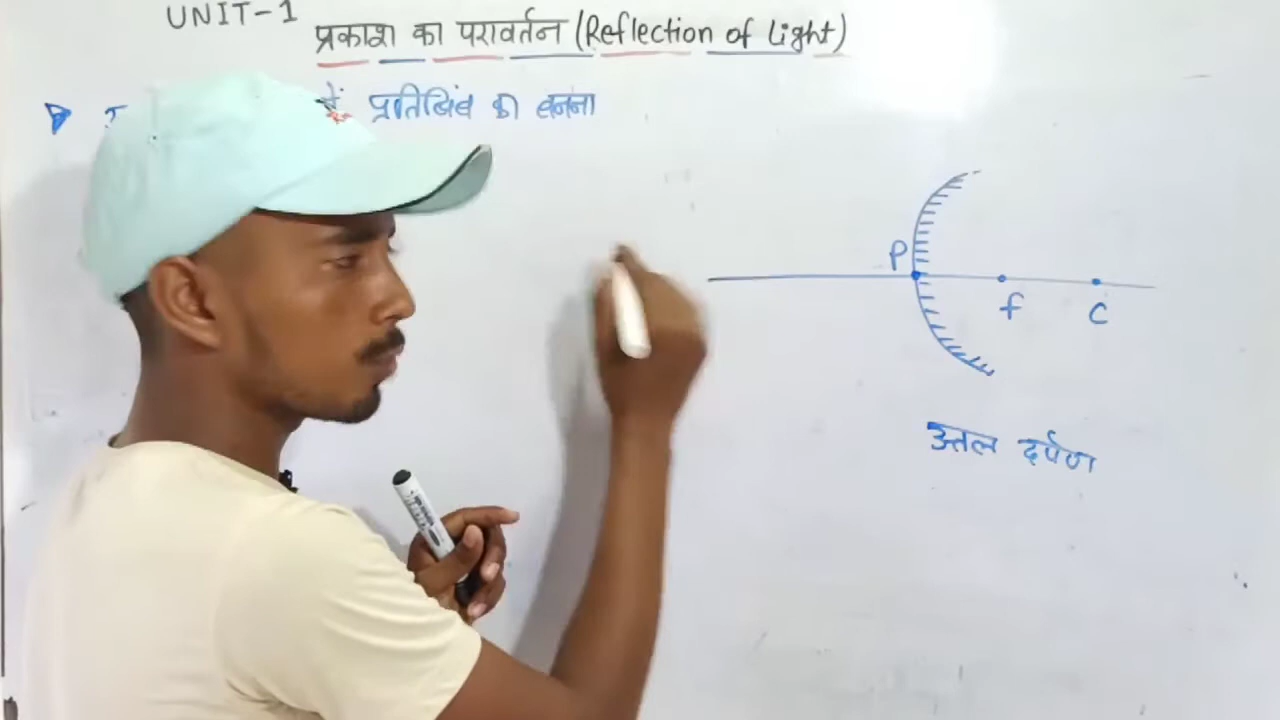 UNIT-1
प्रकाश का परावर्तन (Reflection of Light)
में प्रतिबिंब का बनना
P
f
C
उत्तल दर्पण